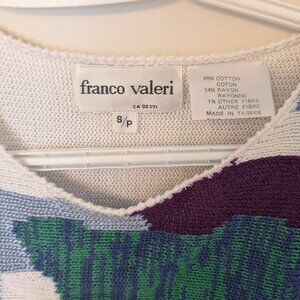 franco valeri
CA 00391
S/P
85% COTTON
COTON
14% RAYON
RAYONNE
1% OTHER FIBRE
AUTRE FIBRE
MADE IN TAIWAN